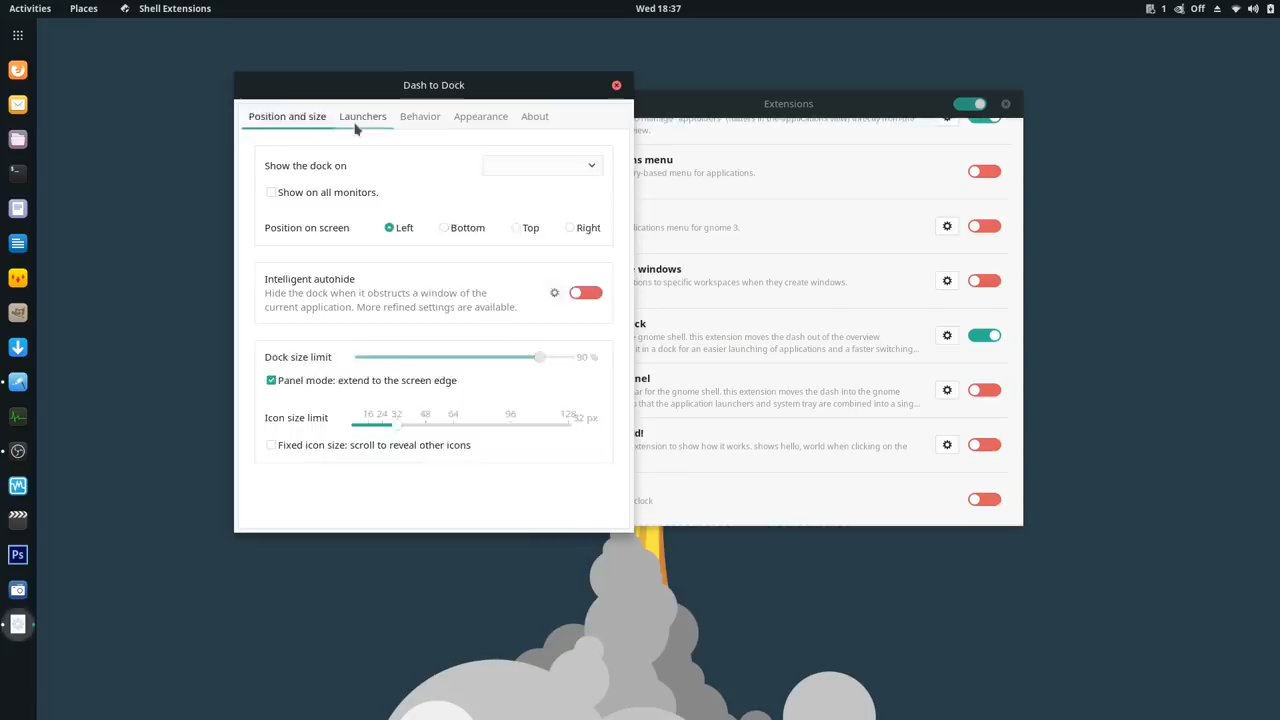 Activities Places Shell Extensions Wed 18:37 1 Off
Dash to Dock
Extensions
Position and size Launchers Behavior Appearance About
Show the dock on
Show on all monitors.
Position on screen Left Bottom Top Right
Intelligent autohide
Hide the dock when it obstructs a window of the
current application. More refined settings are available.
Dock size limit 90 %
Panel mode: extend to the screen edge
Icon size limit 16 24 32 48 64 96 128 32 px
Fixed icon size: scroll to reveal other icons
directly from the
view.
ns menu
ry-based menu for applications.
lications menu for gnome 3.
e windows
ions to specific workspaces when they create windows.
ck
e gnome shell. this extension moves the dash out of the overview
it in a dock for an easier launching of applications and a faster switching...
nel
ar for the gnome shell. this extension moves the dash into the gnome
o that the application launchers and system tray are combined into a sing...
d!
extension to show how it works. shows hello, world when clicking on the
clock
Ps